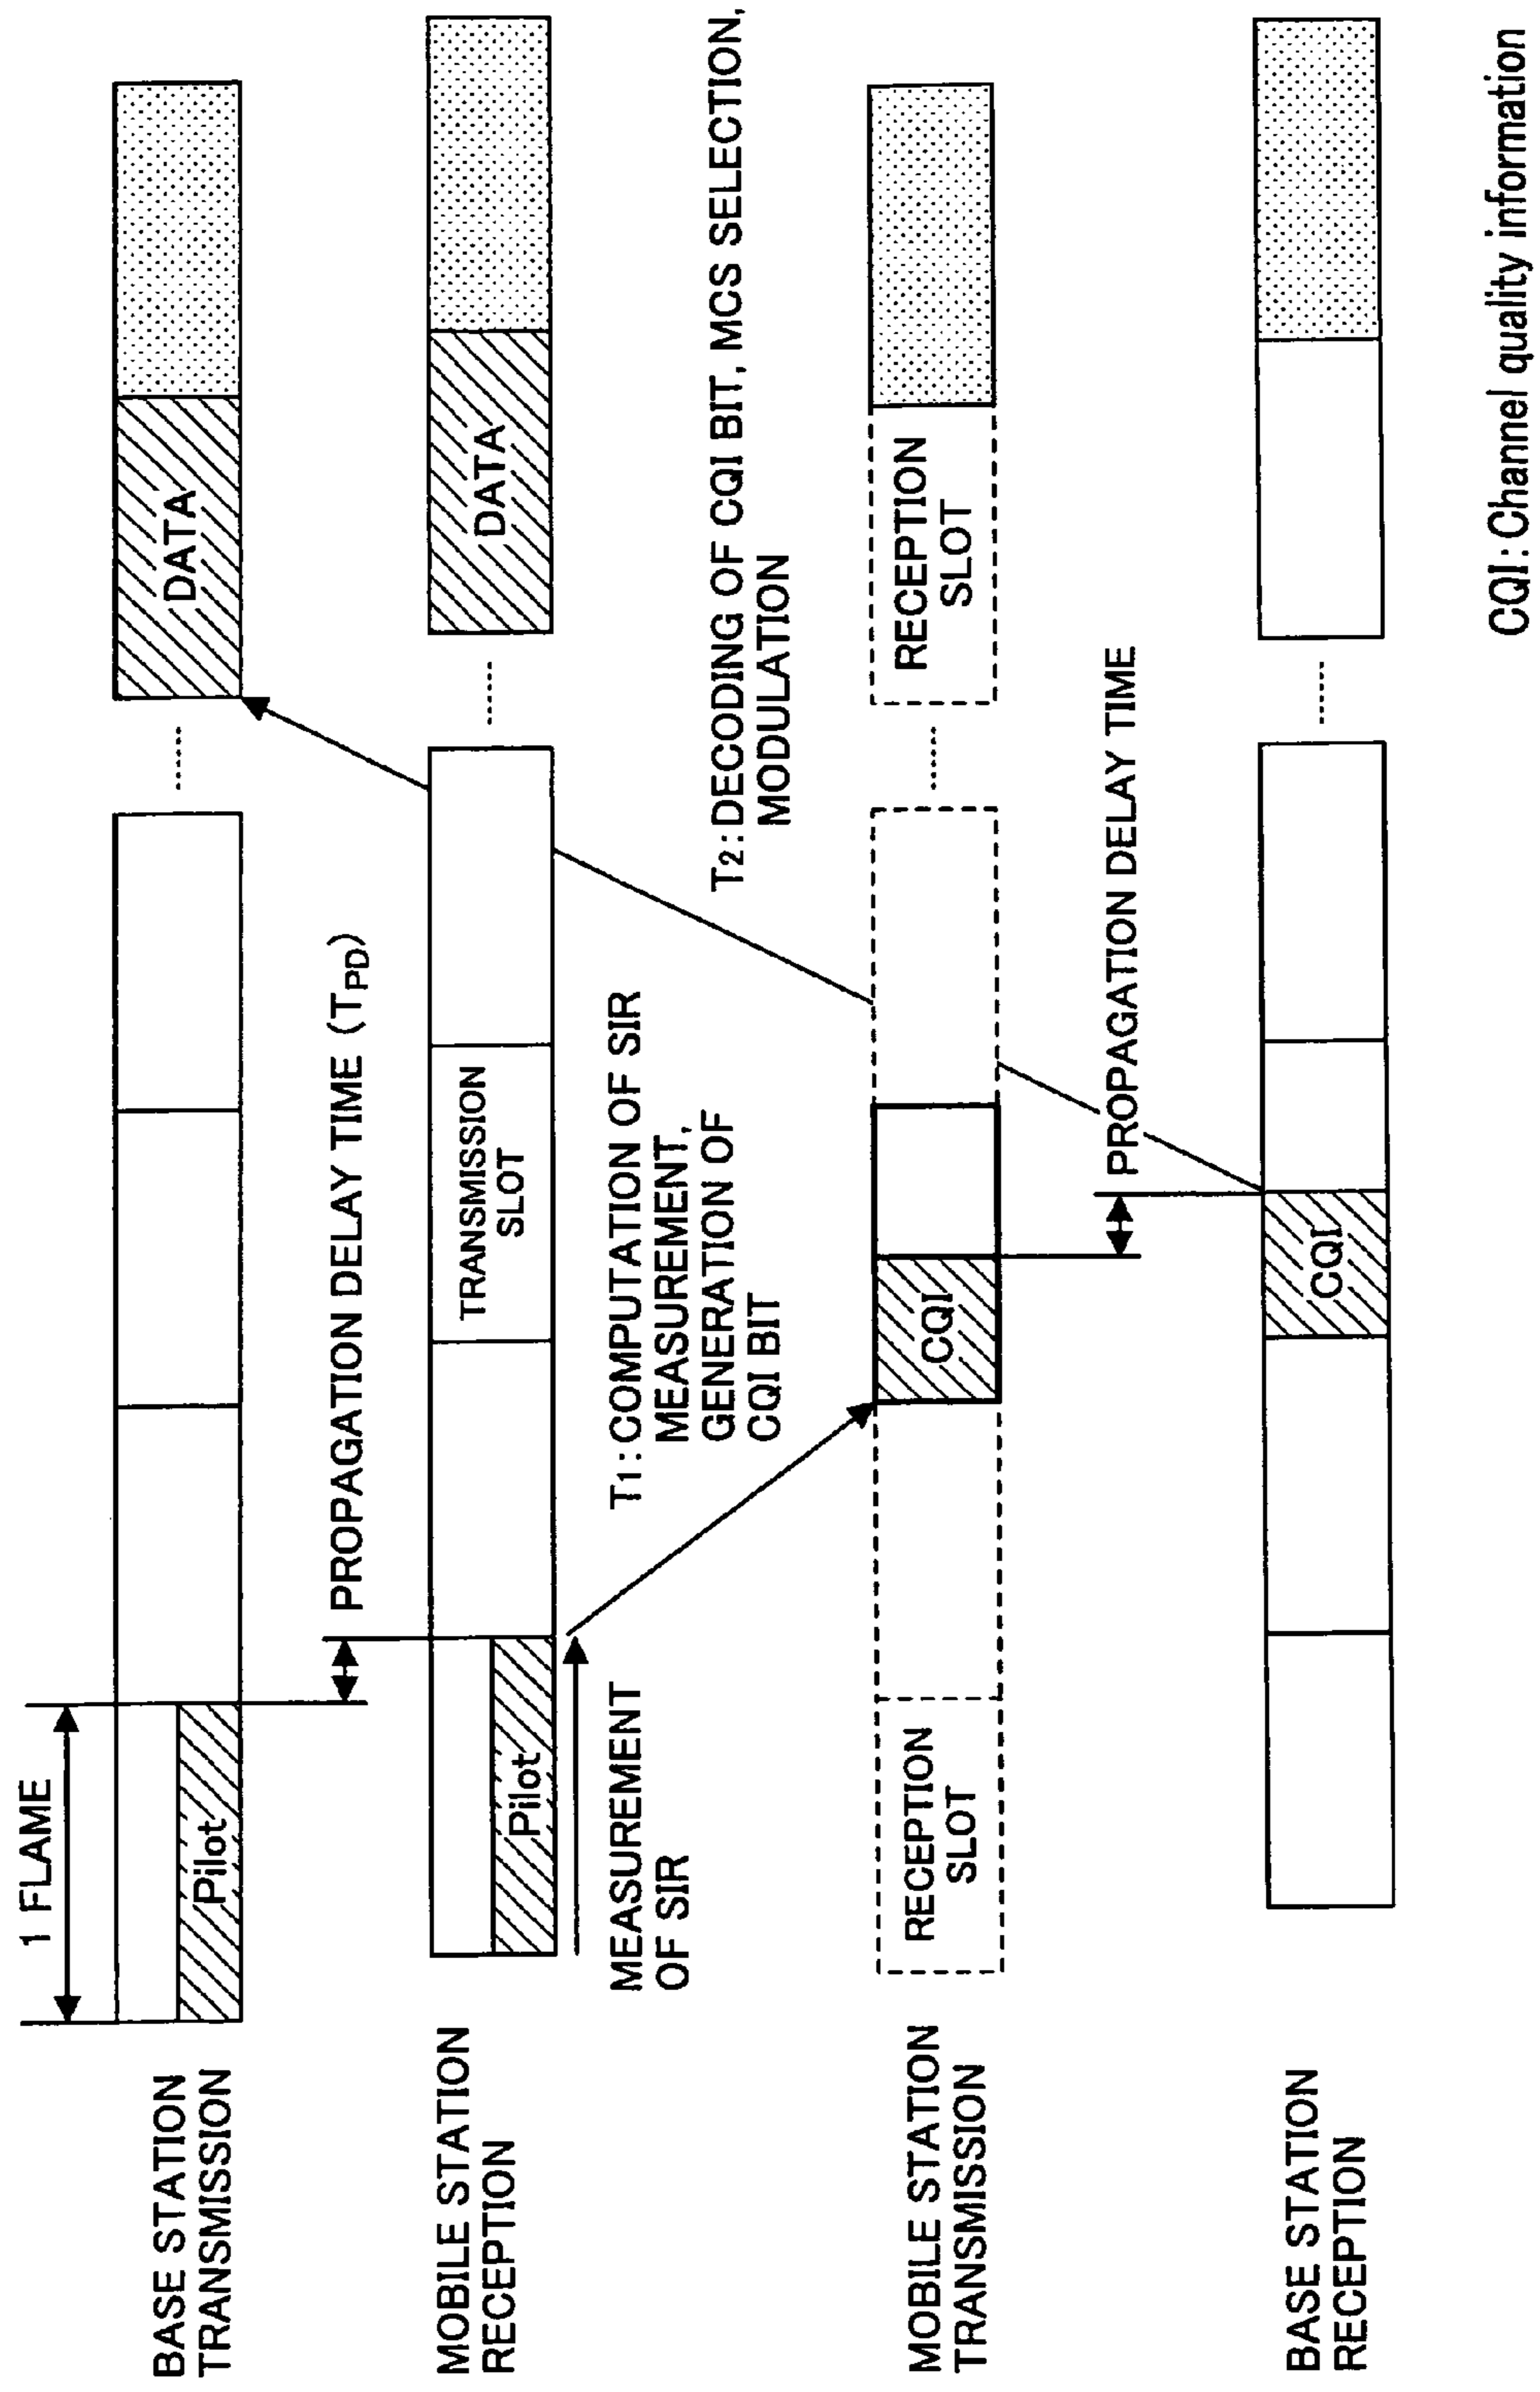 1 FLAME
BASE STATION
TRANSMISSION
Pilot
DATA
PROPAGATION DELAY TIME (TPD)
MOBILE STATION
RECEPTION
Pilot
TRANSMISSION
SLOT
DATA
MEASUREMENT
OF SIR
T1:COMPUTATION OF SIR
MEASUREMENT,
GENERATION OF
CQI BIT
T2:DECODING OF CQI BIT, MCS SELECTION,
MODULATION
MOBILE STATION
TRANSMISSION
RECEPTION
SLOT
CQI
RECEPTION
SLOT
PROPAGATION DELAY TIME
BASE STATION
RECEPTION
CQI
CQI:Channel quality information